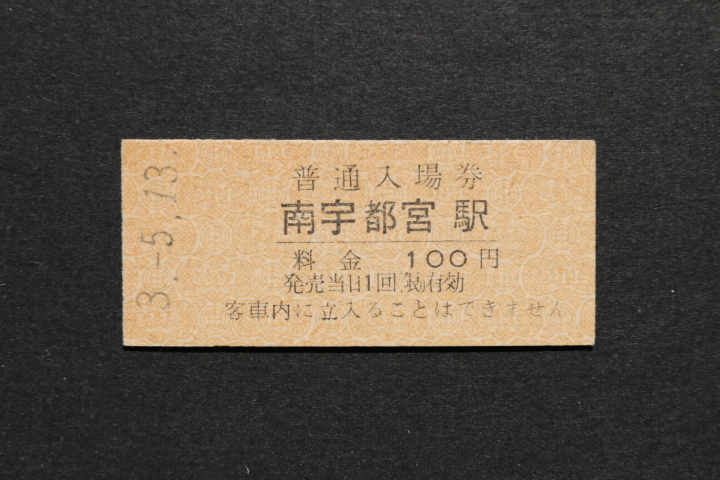 普通入場券
南宇都宮駅
料金 100円
発売当日1回限り有効
客車内に立入ることはできません
3.-5.13.